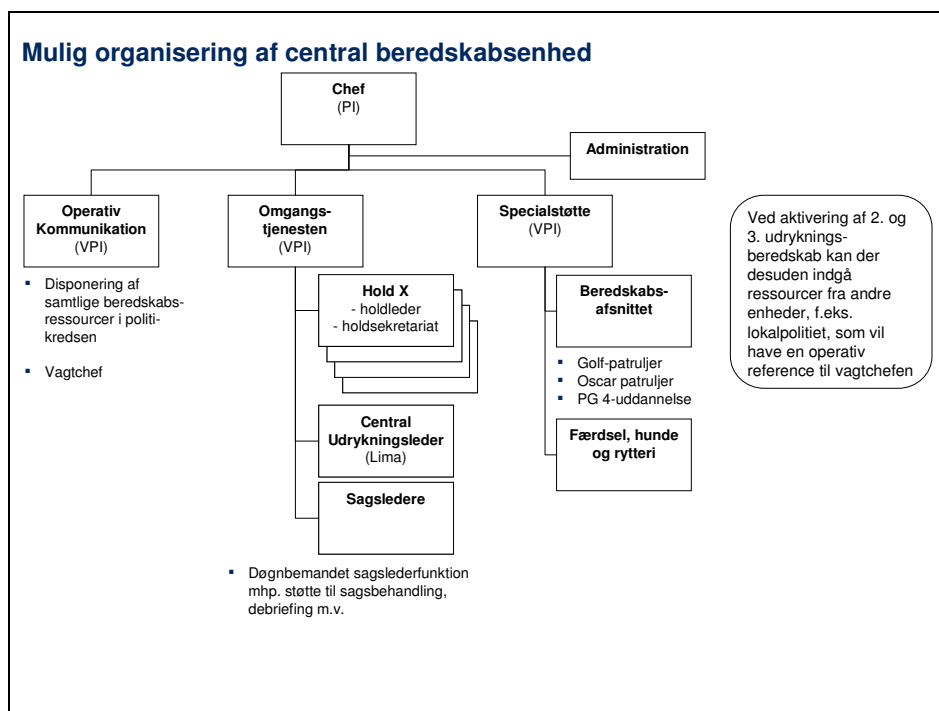 Mulig organisering af central beredskabsenhed
Chef
(PI)
Administration
Operativ
Kommunikation
(VPI)
▪ Disponering af
samtlige beredskabs-
ressourcer i politi-
kredsen
▪ Vagtchef
Omgangs-
tjenesten
(VPI)
Hold X
- holdleder
- holdsekretariat
Central
Udrykningsleder
(Lima)
Sagsledere
▪ Døgnbemandet sagslederfunktion
mhp. støtte til sagsbehandling,
debriefing m.v.
Specialstøtte
(VPI)
Beredskabs-
afsnittet
▪ Golf-patruljer
▪ Oscar patruljer
▪ PG 4-uddannelse
Færdsel, hunde
og rytteri
Ved aktivering af 2. og
3. udryknings-
beredskab kan der
desuden indgå
ressourcer fra andre
enheder, f.eks.
lokalpolitiet, som vil
have en operativ
reference til vagtchefen